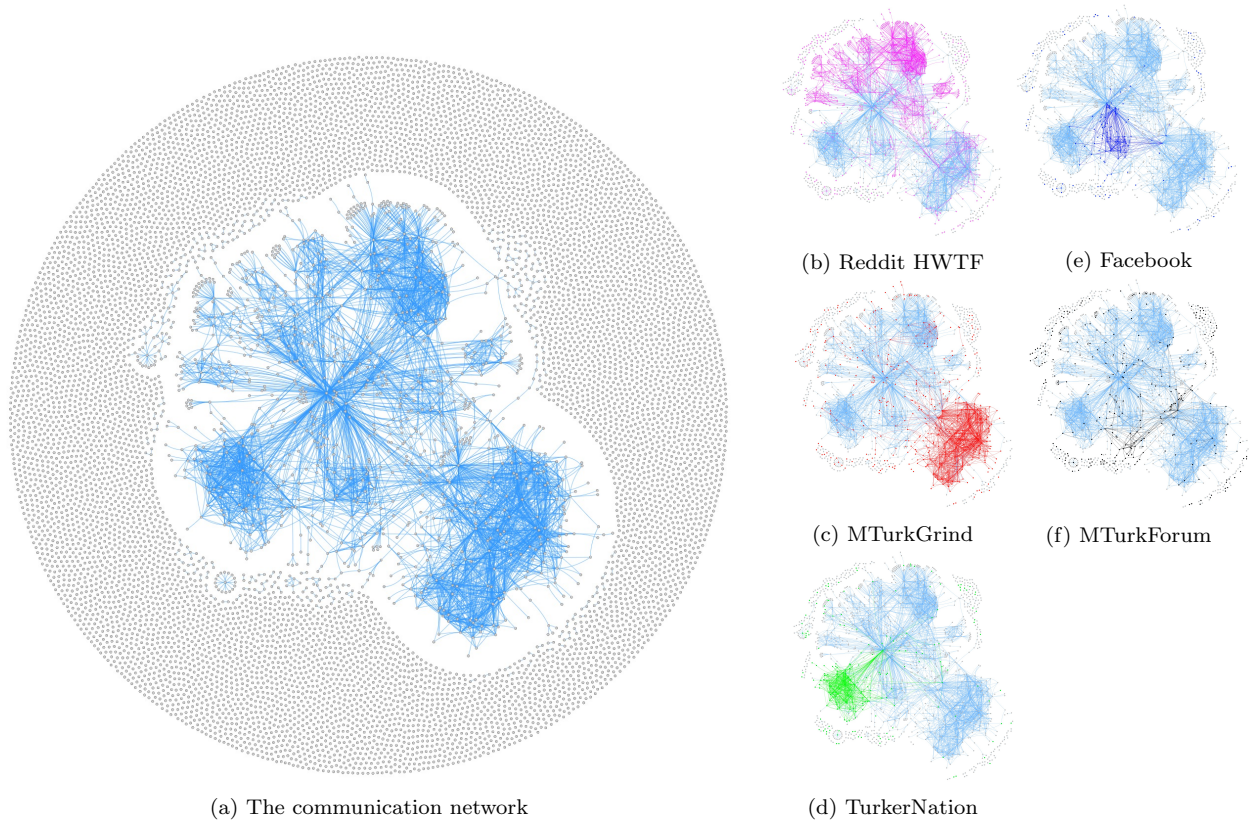 (a) The communication network
(b) Reddit HWTF
(c) MTurkGrind
(d) TurkerNation
(e) Facebook
(f) MTurkForum